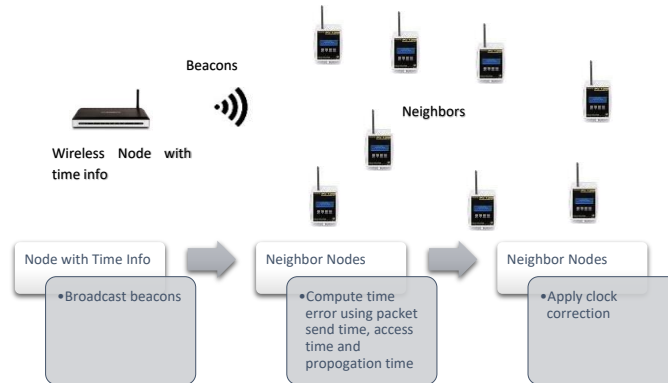 Beacons
Neighbors
Wireless Node with
time info
Node with Time Info
•Broadcast beacons
Neighbor Nodes
•Compute time
error using packet
send time, access
time and
propogation time
Neighbor Nodes
•Apply clock
correction